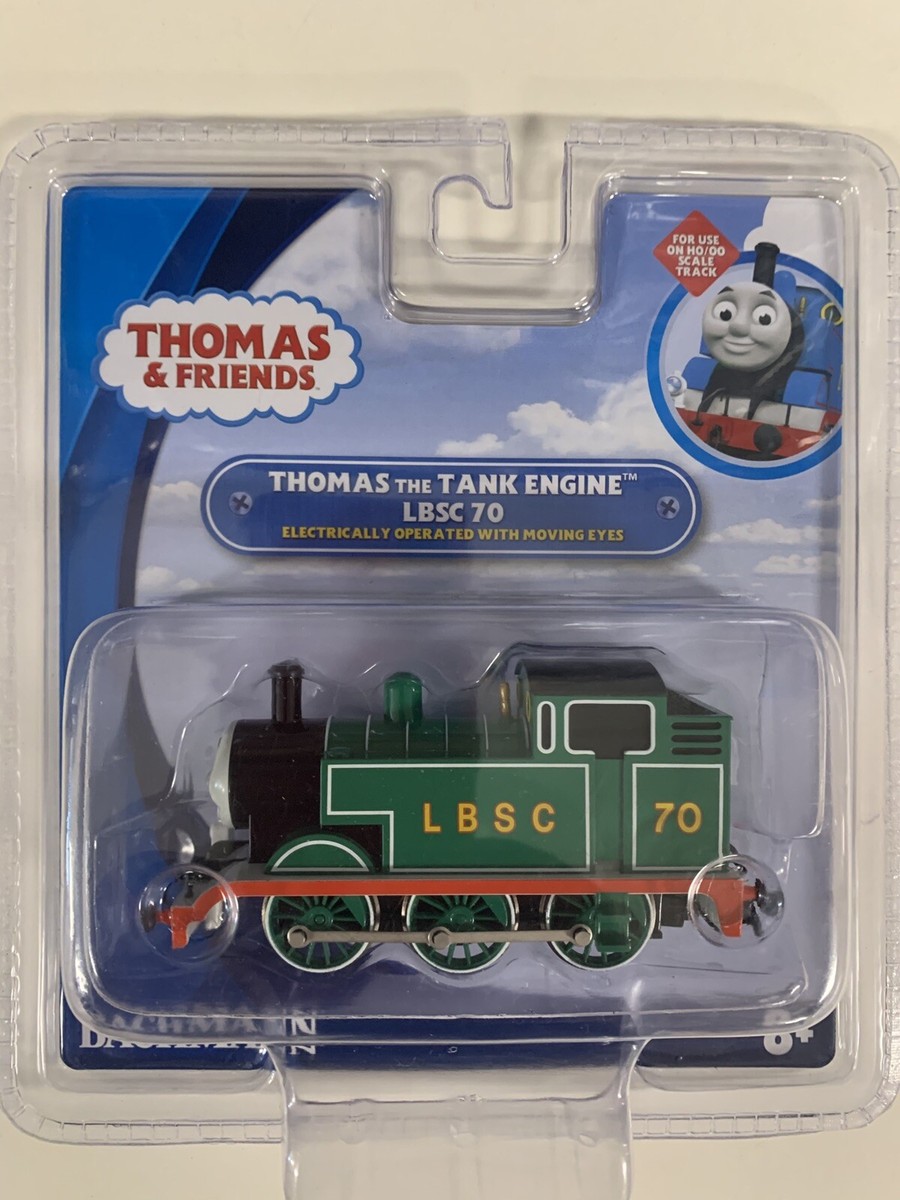 THOMAS
& FRIENDS
FOR USE
ON HO/OO
SCALE
TRACK
THOMAS THE TANK ENGINE™
LBSC 70
ELECTRICALLY OPERATED WITH MOVING EYES
LBSC 70
BACHMANN
8+